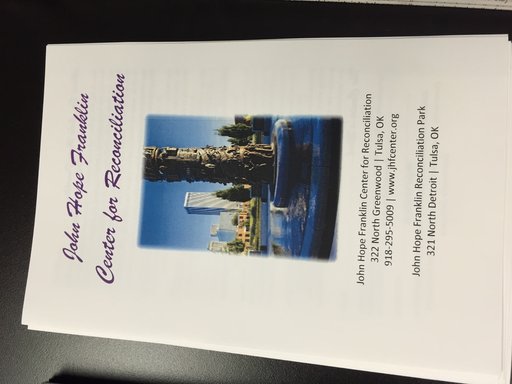 John Hope Franklin
Center for Reconciliation
John Hope Franklin Center for Reconciliation
322 North Greenwood | Tulsa, OK
918-295-5009 | www.jhfcenter.org
John Hope Franklin Reconciliation Park
321 North Detroit | Tulsa, OK